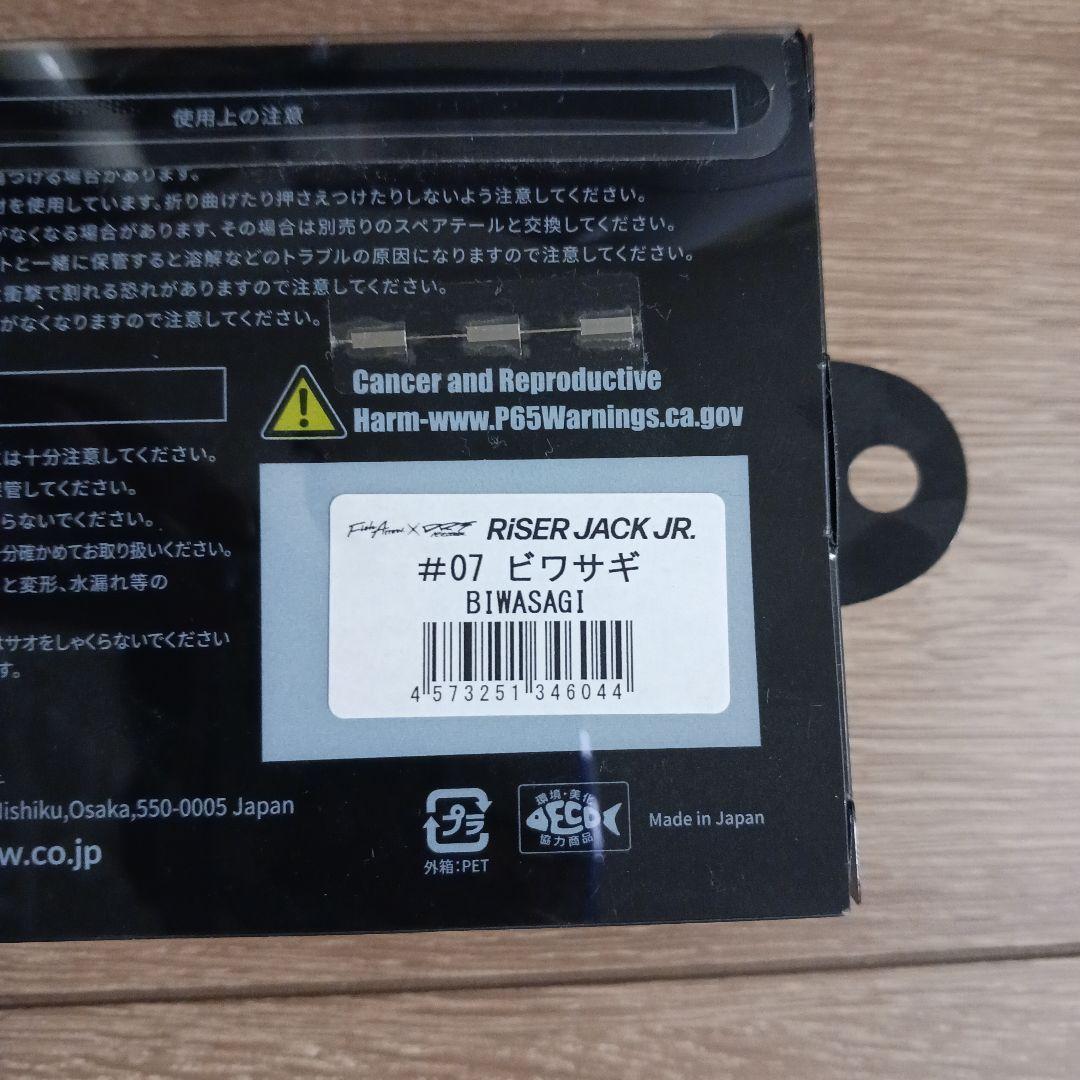 使用上の注意
つける場合があります。
を使用しています、折り曲げたり押さえつけたりしないよう注意してください。
がなくなる場合があります、その場合は別売りのスペアテールと交換してください。
トと一緒に保管すると溶解などのトラブルの原因になりますので注意してください。
衝撃で割れる恐れがありますので注意してください。
がなくなりますので注意してください。
Cancer and Reproductive
Harm-www.P65Warnings.ca.gov
は十分注意してください。
管してください。
らないでください。
分確かめてお取り扱いください。
と変形、水漏れ等の
はサオをしゃくらないでください
す。
Fish Arrow × DRT RiSER JACK JR.
#07 ビワサギ
BIWASAGI
4 573251 346044
ishiku,Osaka,550-0005 Japan
w.co.jp
プラ
外箱:PET
環境・美化
ECO
協力商品
Made in Japan